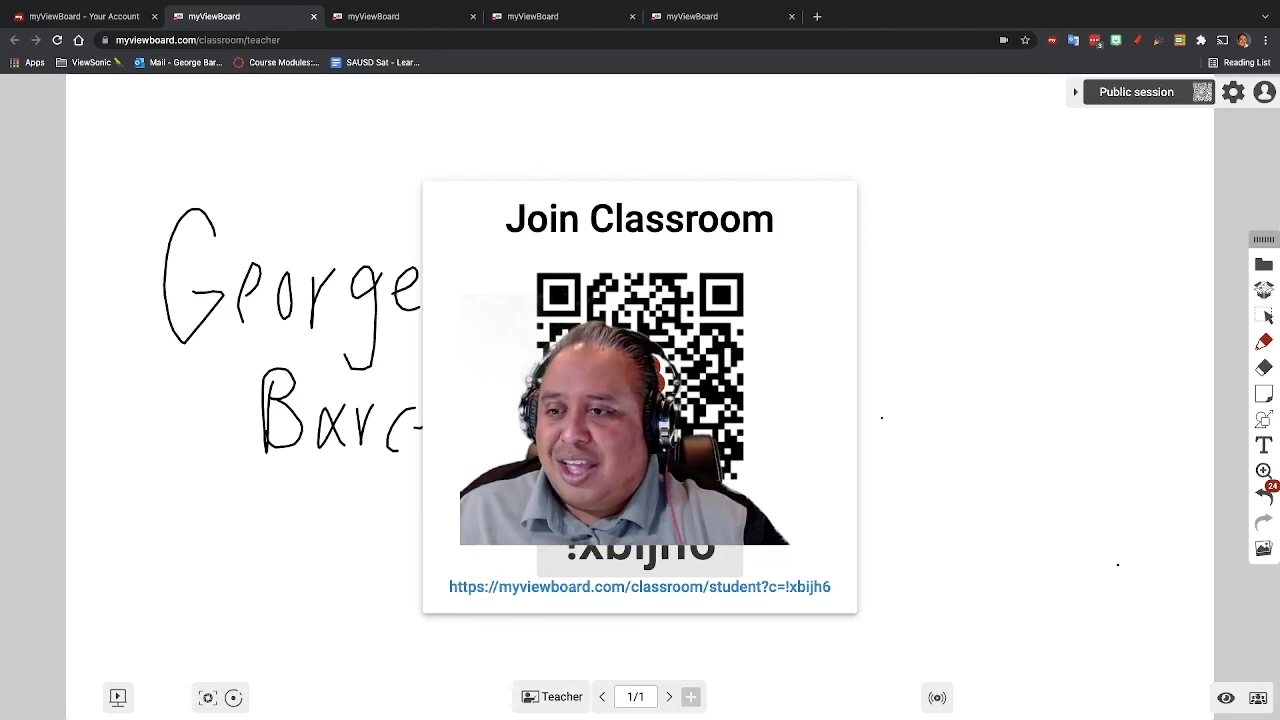 myViewBoard - Your Account
myViewBoard
myViewBoard
myViewBoard
myViewBoard
myviewboard.com/classroom/teacher
Apps
ViewSonic
Mail - George Bar...
Course Modules:...
SAUSD Sat - Lear...
Reading List
Public session
Join Classroom
George
Barc
!xbijh6
https://myviewboard.com/classroom/student?c=!xbijh6
24
Teacher
1/1